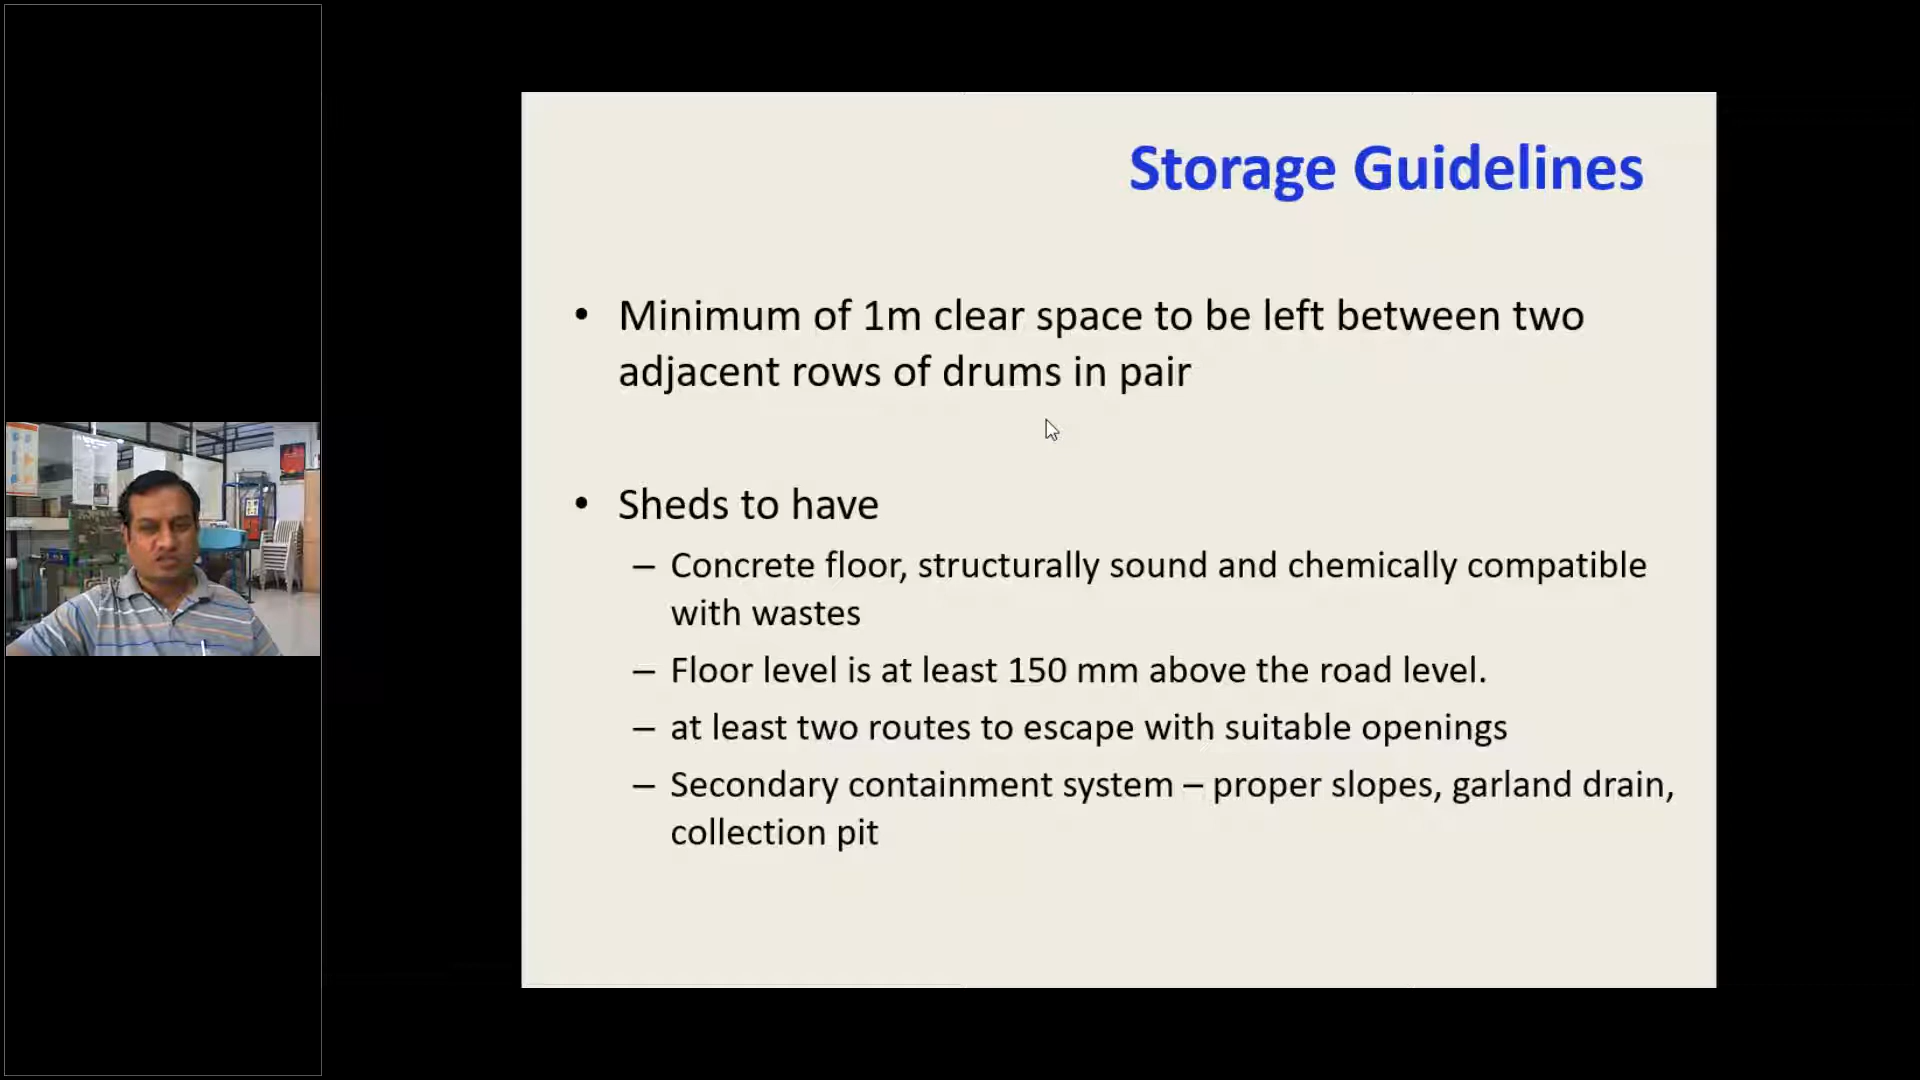 Storage Guidelines
• Minimum of 1m clear space to be left between two
adjacent rows of drums in pair
• Sheds to have
– Concrete floor, structurally sound and chemically compatible
with wastes
– Floor level is at least 150 mm above the road level.
– at least two routes to escape with suitable openings
– Secondary containment system – proper slopes, garland drain,
collection pit